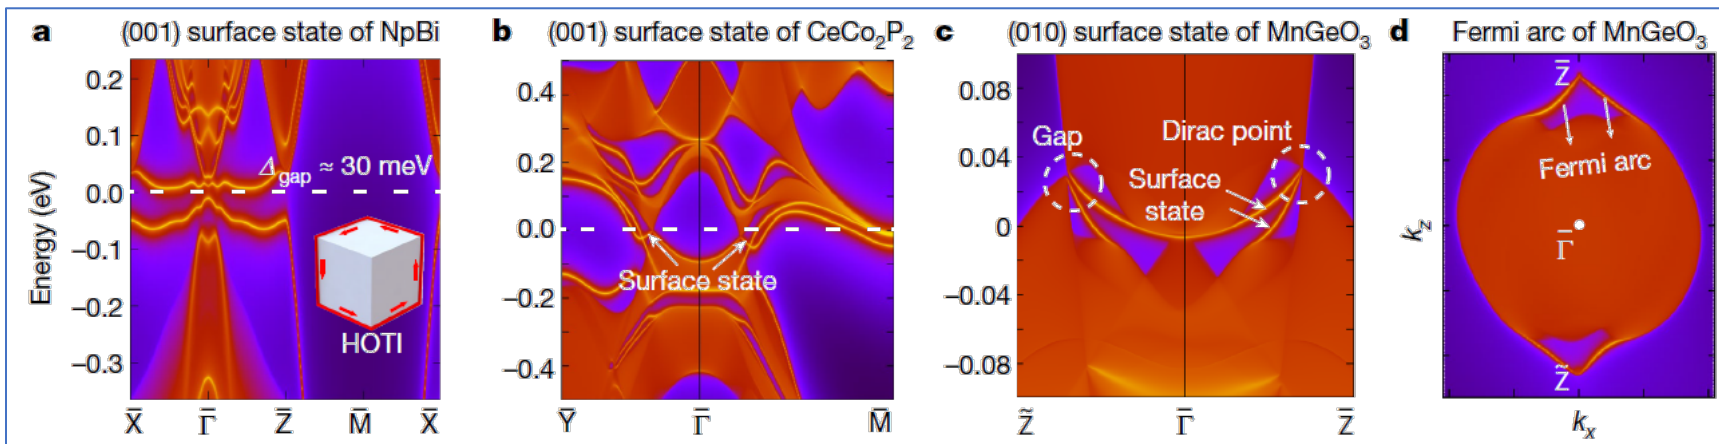 a (001) surface state of NpBi
0.2
0.1
0.0
–0.1
–0.2
–0.3
Energy (eV)
Δgap ≈ 30 meV
HOTI
X̄ Γ̄ Z̄ M̄ X̄
b (001) surface state of CeCo₂P₂
0.4
0.2
0.0
–0.2
–0.4
Surface state
Ȳ Γ̄ M̄
c (010) surface state of MnGeO₃
0.08
0.04
0
–0.04
–0.08
Gap
Dirac point
Surface
state
Z̃̄ Γ̄ Z̄
d Fermi arc of MnGeO₃
Z̄
Fermi arc
Γ̄
Z̃̄
k_z
k_x